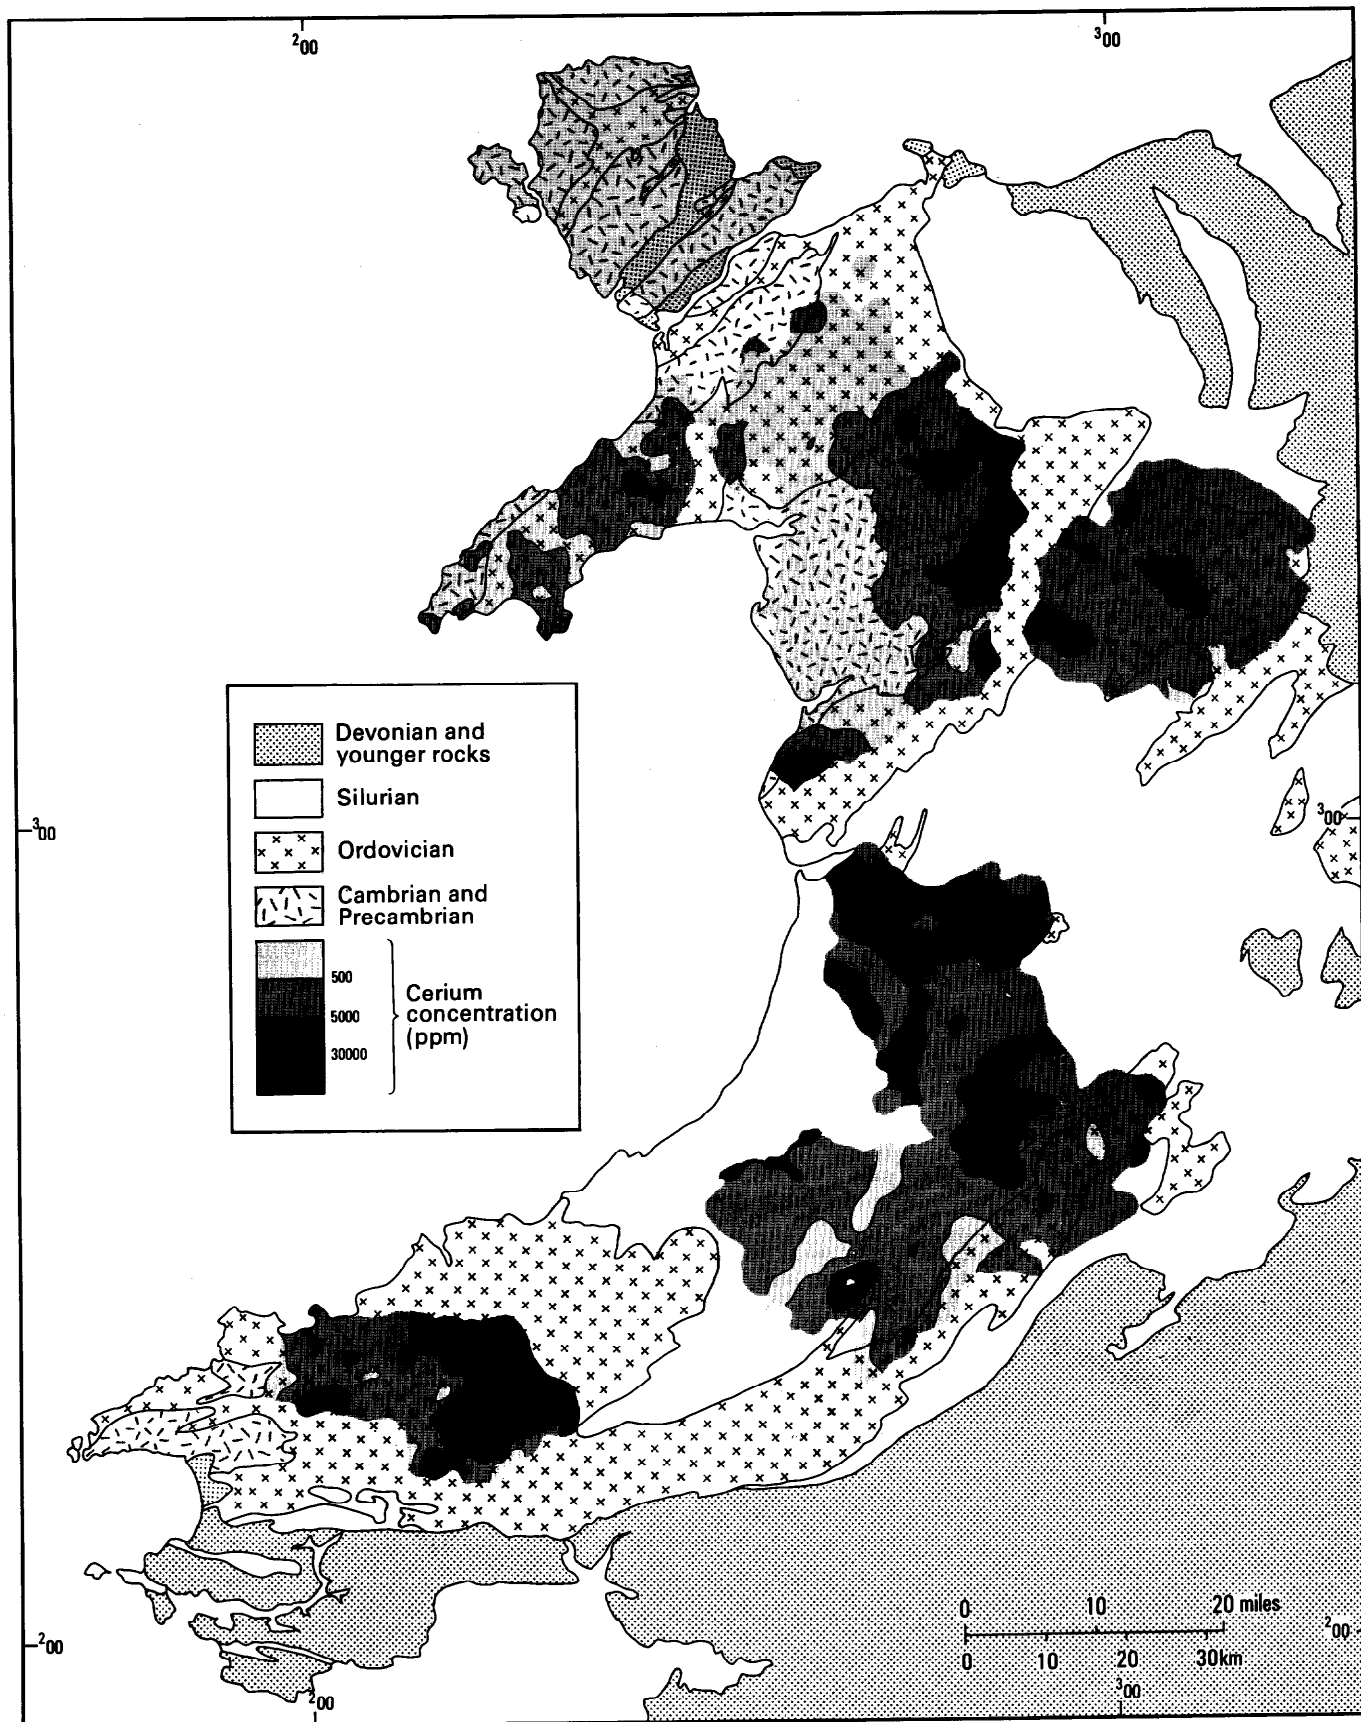 200
300
Devonian and
younger rocks
Silurian
300
300
Ordovician
Cambrian and
Precambrian
500
Cerium
5000
concentration
(ppm)
30000
0
10
20 miles
200
200
0
10
20
30km
300
200